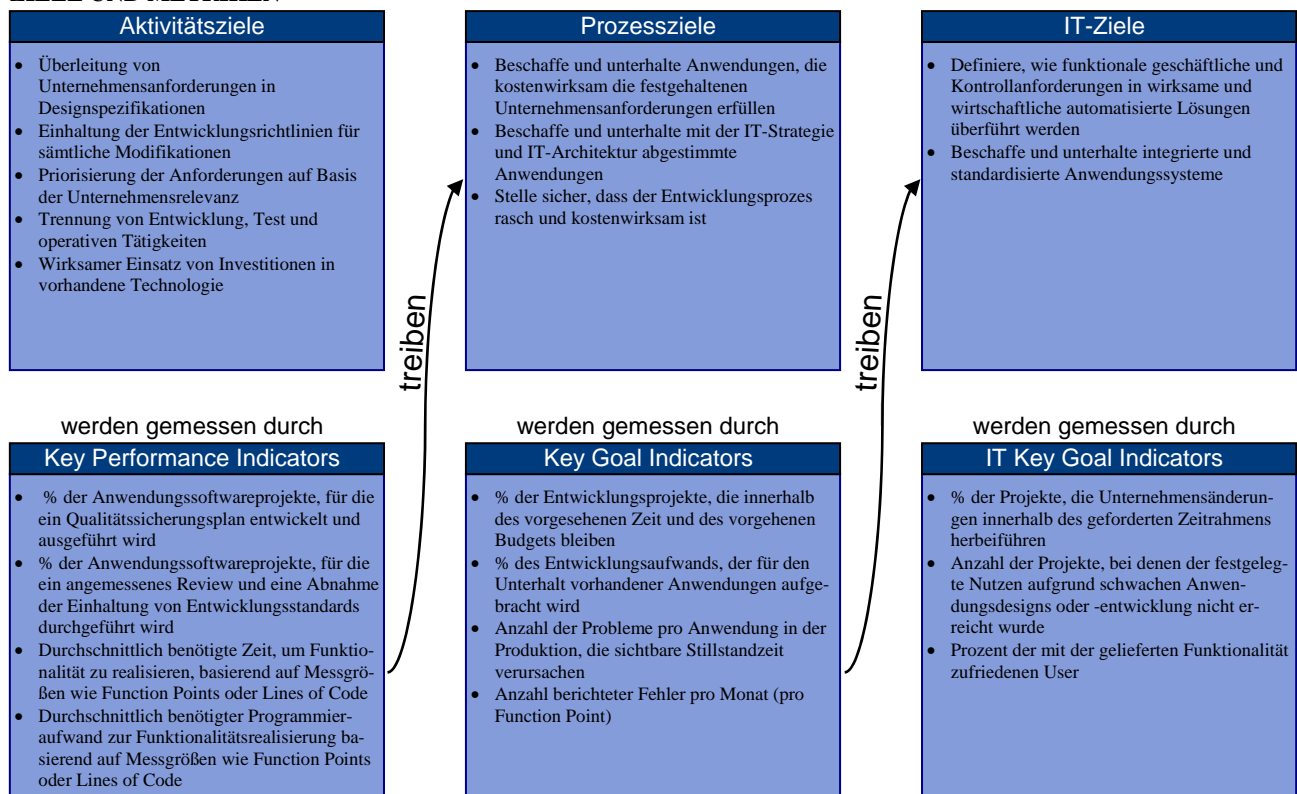 Aktivitätsziele
• Überleitung von
Unternehmensanforderungen in
Designspezifikationen
• Einhaltung der Entwicklungsrichtlinien für
sämtliche Modifikationen
• Priorisierung der Anforderungen auf Basis
der Unternehmensrelevanz
• Trennung von Entwicklung, Test und
operativen Tätigkeiten
• Wirksamer Einsatz von Investitionen in
vorhandene Technologie
treiben
Prozessziele
• Beschaffe und unterhalte Anwendungen, die
kostenwirksam die festgehaltenen
Unternehmensanforderungen erfüllen
• Beschaffe und unterhalte mit der IT-Strategie
und IT-Architektur abgestimmte
Anwendungen
• Stelle sicher, dass der Entwicklungsprozes
rasch und kostenwirksam ist
treiben
IT-Ziele
• Definiere, wie funktionale geschäftliche und
Kontrollanforderungen in wirksame und
wirtschaftliche automatisierte Lösungen
überführt werden
• Beschaffe und unterhalte integrierte und
standardisierte Anwendungssysteme
werden gemessen durch
Key Performance Indicators
• % der Anwendungssoftwareprojekte, für die
ein Qualitätssicherungsplan entwickelt und
ausgeführt wird
• % der Anwendungssoftwareprojekte, für die
ein angemessenes Review und eine Abnahme
der Einhaltung von Entwicklungsstandards
durchgeführt wird
• Durchschnittlich benötigte Zeit, um Funktio-
nalität zu realisieren, basierend auf Messgrö-
ßen wie Function Points oder Lines of Code
• Durchschnittlich benötigter Programmier-
aufwand zur Funktionalitätsrealisierung ba-
sierend auf Messgrößen wie Function Points
oder Lines of Code
werden gemessen durch
Key Goal Indicators
• % der Entwicklungsprojekte, die innerhalb
des vorgesehenen Zeit und des vorgehenen
Budgets bleiben
• % des Entwicklungsaufwands, der für den
Unterhalt vorhandener Anwendungen aufge-
bracht wird
• Anzahl der Probleme pro Anwendung in der
Produktion, die sichtbare Stillstandzeit
verursachen
• Anzahl berichteter Fehler pro Monat (pro
Function Point)
werden gemessen durch
IT Key Goal Indicators
• % der Projekte, die Unternehmensänderun-
gen innerhalb des geforderten Zeitrahmens
herbeiführen
• Anzahl der Projekte, bei denen der festgeleg-
te Nutzen aufgrund schwachen Anwen-
dungsdesigns oder -entwicklung nicht er-
reicht wurde
• Prozent der mit der gelieferten Funktionalität
zufriedenen User